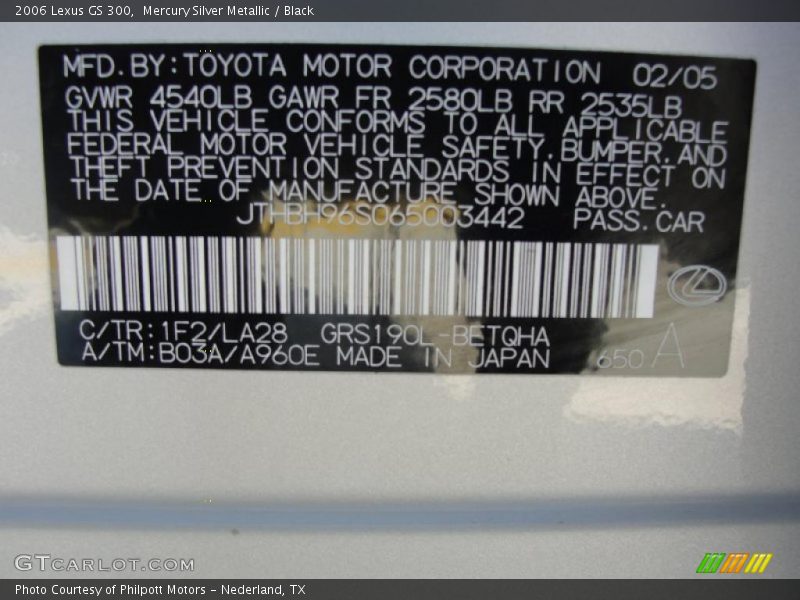 2006 Lexus GS 300, Mercury Silver Metallic / Black
MFD.BY:TOYOTA MOTOR CORPORATION 02/05
GVWR 4540LB GAWR FR 2580LB RR 2535LB
THIS VEHICLE CONFORMS TO ALL APPLICABLE
FEDERAL MOTOR VEHICLE SAFETY,BUMPER,AND
THEFT PREVENTION STANDARDS IN EFFECT ON
THE DATE OF MANUFACTURE SHOWN ABOVE.
JTHBH96S065003442 PASS.CAR
C/TR:1F2/LA28 GRS190L-BETQHA
A/TM:B03A/A960E MADE IN JAPAN 650 A
GTCARLOT.COM
Photo Courtesy of Philpott Motors - Nederland, TX